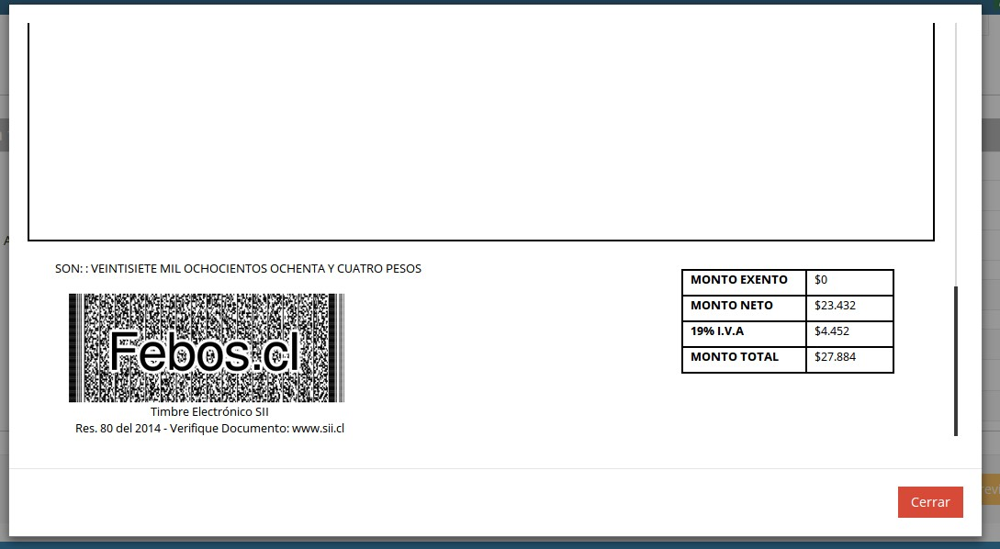 SON: : VEINTISIETE MIL OCHOCIENTOS OCHENTA Y CUATRO PESOS
MONTO EXENTO $0
MONTO NETO $23.432
19% I.V.A $4.452
MONTO TOTAL $27.884
Febos.cl
Timbre Electrónico SII
Res. 80 del 2014 - Verifique Documento: www.sii.cl
Cerrar